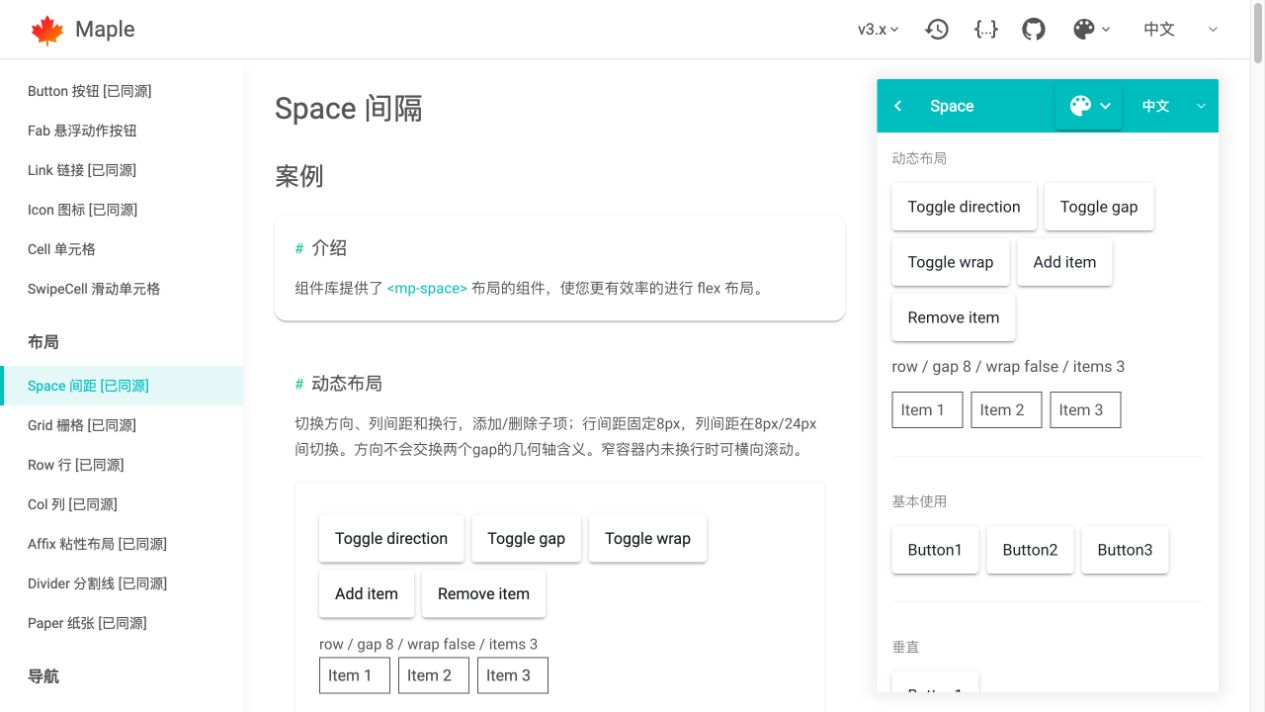 Maple
v3.x
{...}
中文
Button 按钮 [已同源]
Fab 悬浮动作按钮
Link 链接 [已同源]
Icon 图标 [已同源]
Cell 单元格
SwipeCell 滑动单元格
布局
Space 间距 [已同源]
Grid 栅格 [已同源]
Row 行 [已同源]
Col 列 [已同源]
Affix 粘性布局 [已同源]
Divider 分割线 [已同源]
Paper 纸张 [已同源]
导航
Space 间隔
案例
# 介绍
组件库提供了 <mp-space> 布局的组件，使您更有效率的进行 flex 布局。
# 动态布局
切换方向、列间距和换行，添加/删除子项；行间距固定8px，列间距在8px/24px
间切换。方向不会交换两个gap的几何轴含义。窄容器内未换行时可横向滚动。
Toggle direction Toggle gap Toggle wrap
Add item Remove item
row / gap 8 / wrap false / items 3
Item 1 Item 2 Item 3
Space 中文
动态布局
Toggle direction Toggle gap
Toggle wrap Add item
Remove item
row / gap 8 / wrap false / items 3
Item 1 Item 2 Item 3
基本使用
Button1 Button2 Button3
垂直